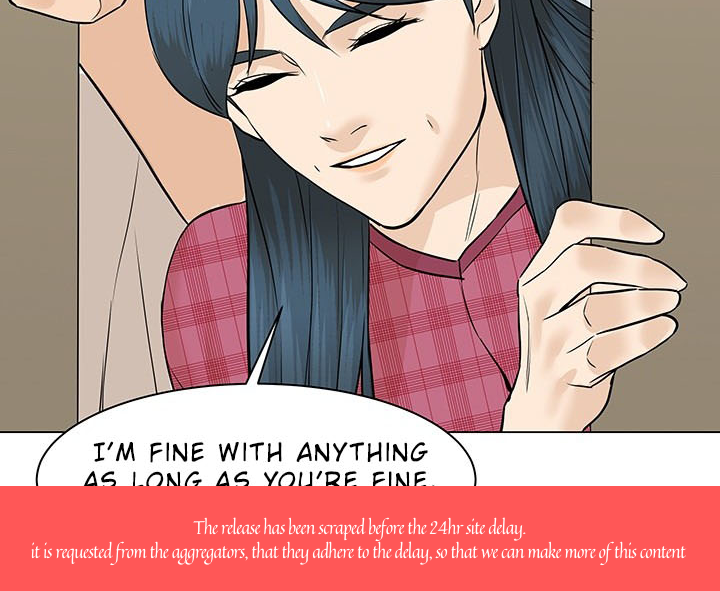 I'M FINE WITH ANYTHING
AS LONG AS YOU'RE FINE.
The release has been scraped before the 24hr site delay.
it is requested from the aggregators, that they adhere to the delay, so that we can make more of this content